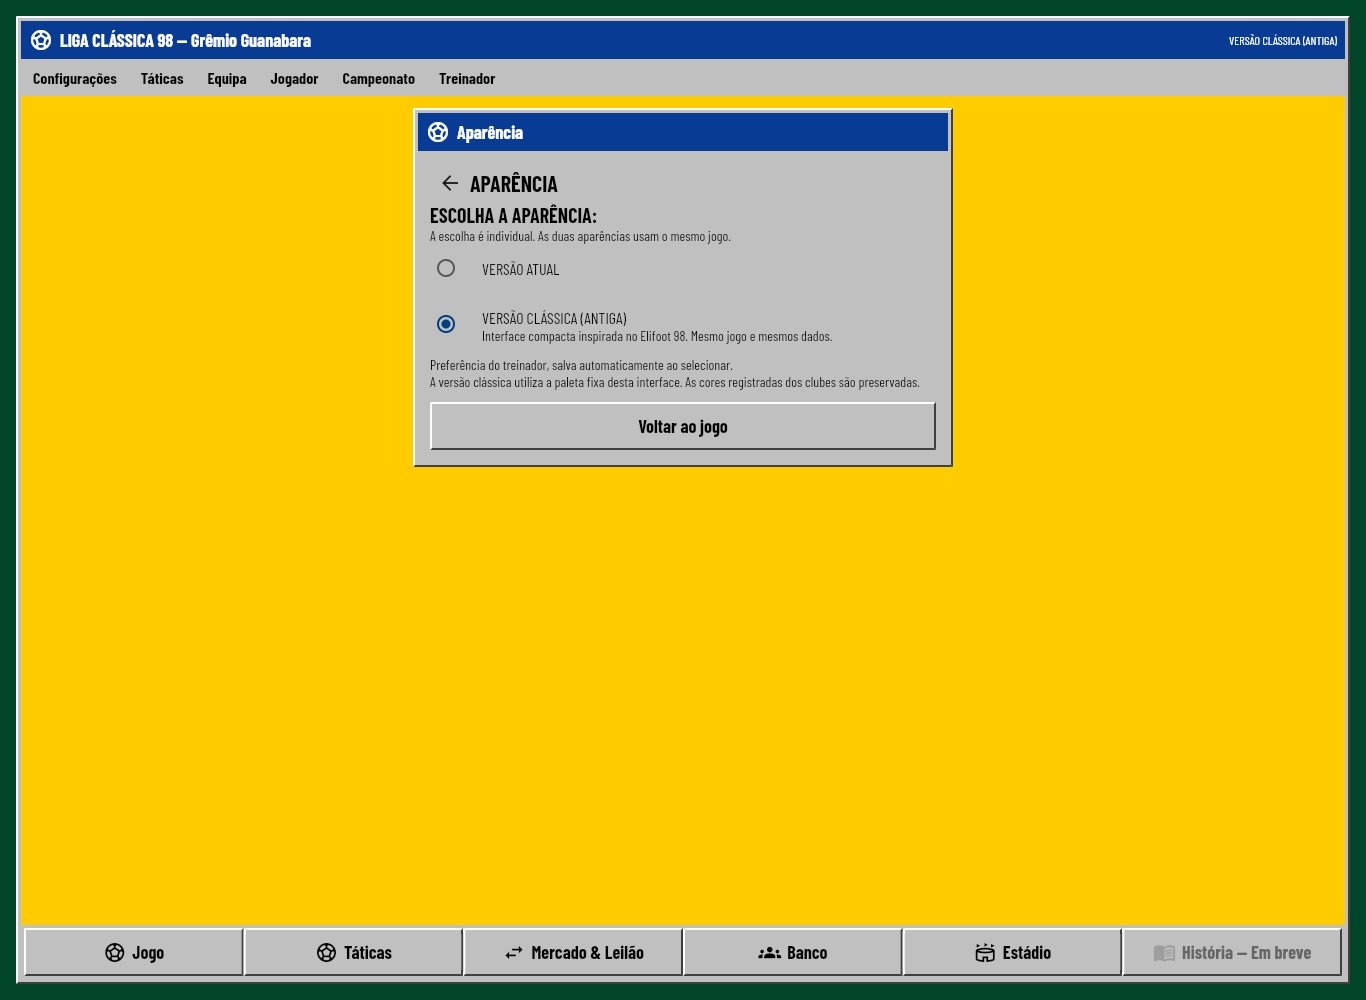 LIGA CLÁSSICA 98 — Grêmio Guanabara
VERSÃO CLÁSSICA (ANTIGA)
Configurações Táticas Equipa Jogador Campeonato Treinador
Aparência
APARÊNCIA
ESCOLHA A APARÊNCIA:
A escolha é individual. As duas aparências usam o mesmo jogo.
VERSÃO ATUAL
VERSÃO CLÁSSICA (ANTIGA)
Interface compacta inspirada no Elifoot 98. Mesmo jogo e mesmos dados.
Preferência do treinador, salva automaticamente ao selecionar.
A versão clássica utiliza a paleta fixa desta interface. As cores registradas dos clubes são preservadas.
Voltar ao jogo
Jogo Táticas Mercado & Leilão Banco Estádio História — Em breve